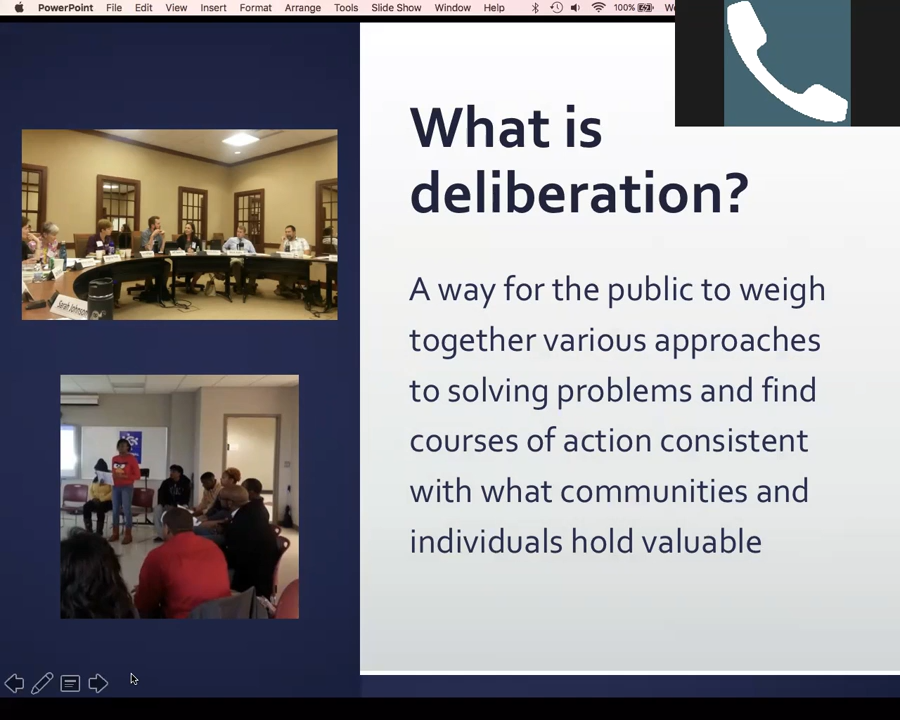 PowerPoint File Edit View Insert Format Arrange Tools Slide Show Window Help 100%
What is
deliberation?
A way for the public to weigh
together various approaches
to solving problems and find
courses of action consistent
with what communities and
individuals hold valuable
Sarah Johnson